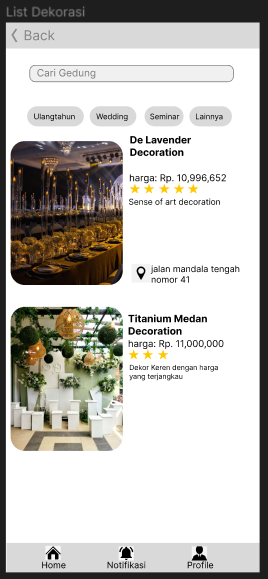 List Dekorasi
Back
Cari Gedung
Ulangtahun Wedding Seminar Lainnya
De Lavender
Decoration
harga: Rp. 10,996,652
Sense of art decoration
jalan mandala tengah
nomor 41
Titanium Medan
Decoration
harga: Rp. 11,000,000
Dekor Keren dengan harga
yang terjangkau
Home Notifikasi Profile